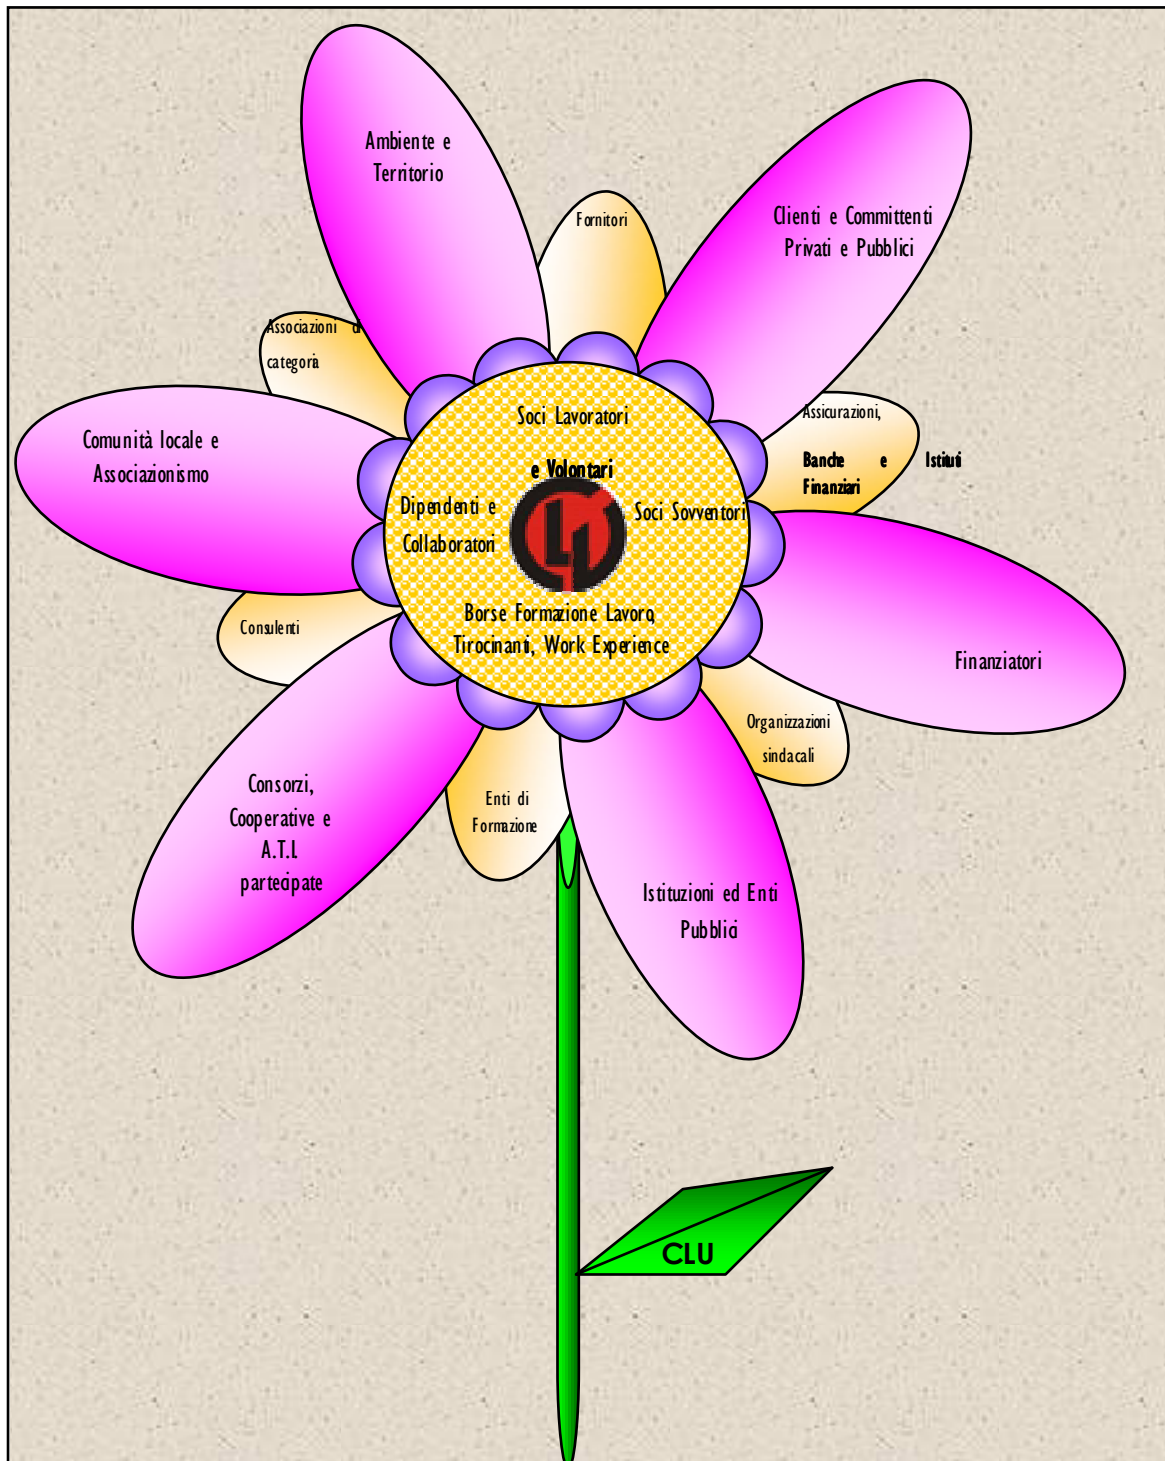 Ambiente e
Territorio
Clienti e Committenti
Privati e Pubblici
Fornitori
Associazioni di
categoria
Comunità locale e
Associazionismo
Assicurazioni,
Banche e Istituti
Finanziari
Soci Lavoratori
e Volontari
Dipendenti e
Collaboratori
Soci Sovventori
Borse Formazione Lavoro,
Tirocinanti, Work Experience
Consulenti
Finanziatori
Organizzazioni
sindacali
Consorzi,
Cooperative e
A.T.I.
partecipate
Enti di
Formazione
Istituzioni ed Enti
Pubblici
CLU